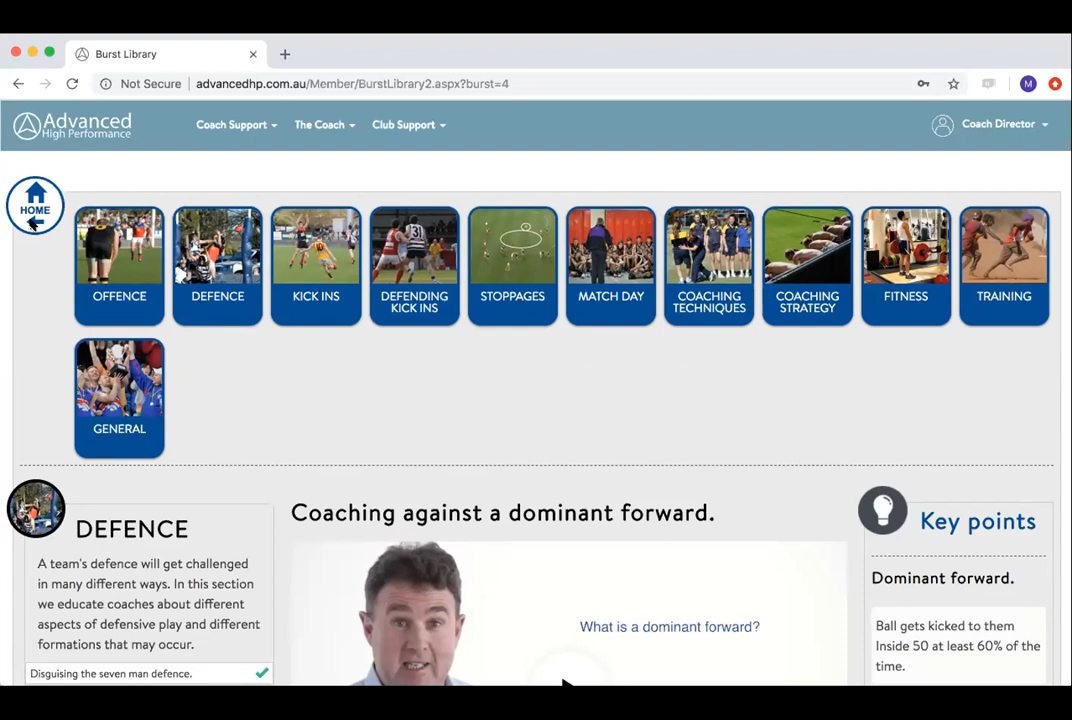 Burst Library
Not Secure
advancedhp.com.au/Member/BurstLibrary2.aspx?burst=4
M
Advanced
High Performance
Coach Support
The Coach
Club Support
Coach Director
HOME
OFFENCE
DEFENCE
KICK INS
DEFENDING
KICK INS
STOPPAGES
MATCH DAY
COACHING
TECHNIQUES
COACHING
STRATEGY
FITNESS
TRAINING
GENERAL
DEFENCE
A team's defence will get challenged
in many different ways. In this section
we educate coaches about different
aspects of defensive play and different
formations that may occur.
Disguising the seven man defence.
Coaching against a dominant forward.
What is a dominant forward?
Key points
Dominant forward.
Ball gets kicked to them
Inside 50 at least 60% of the
time.